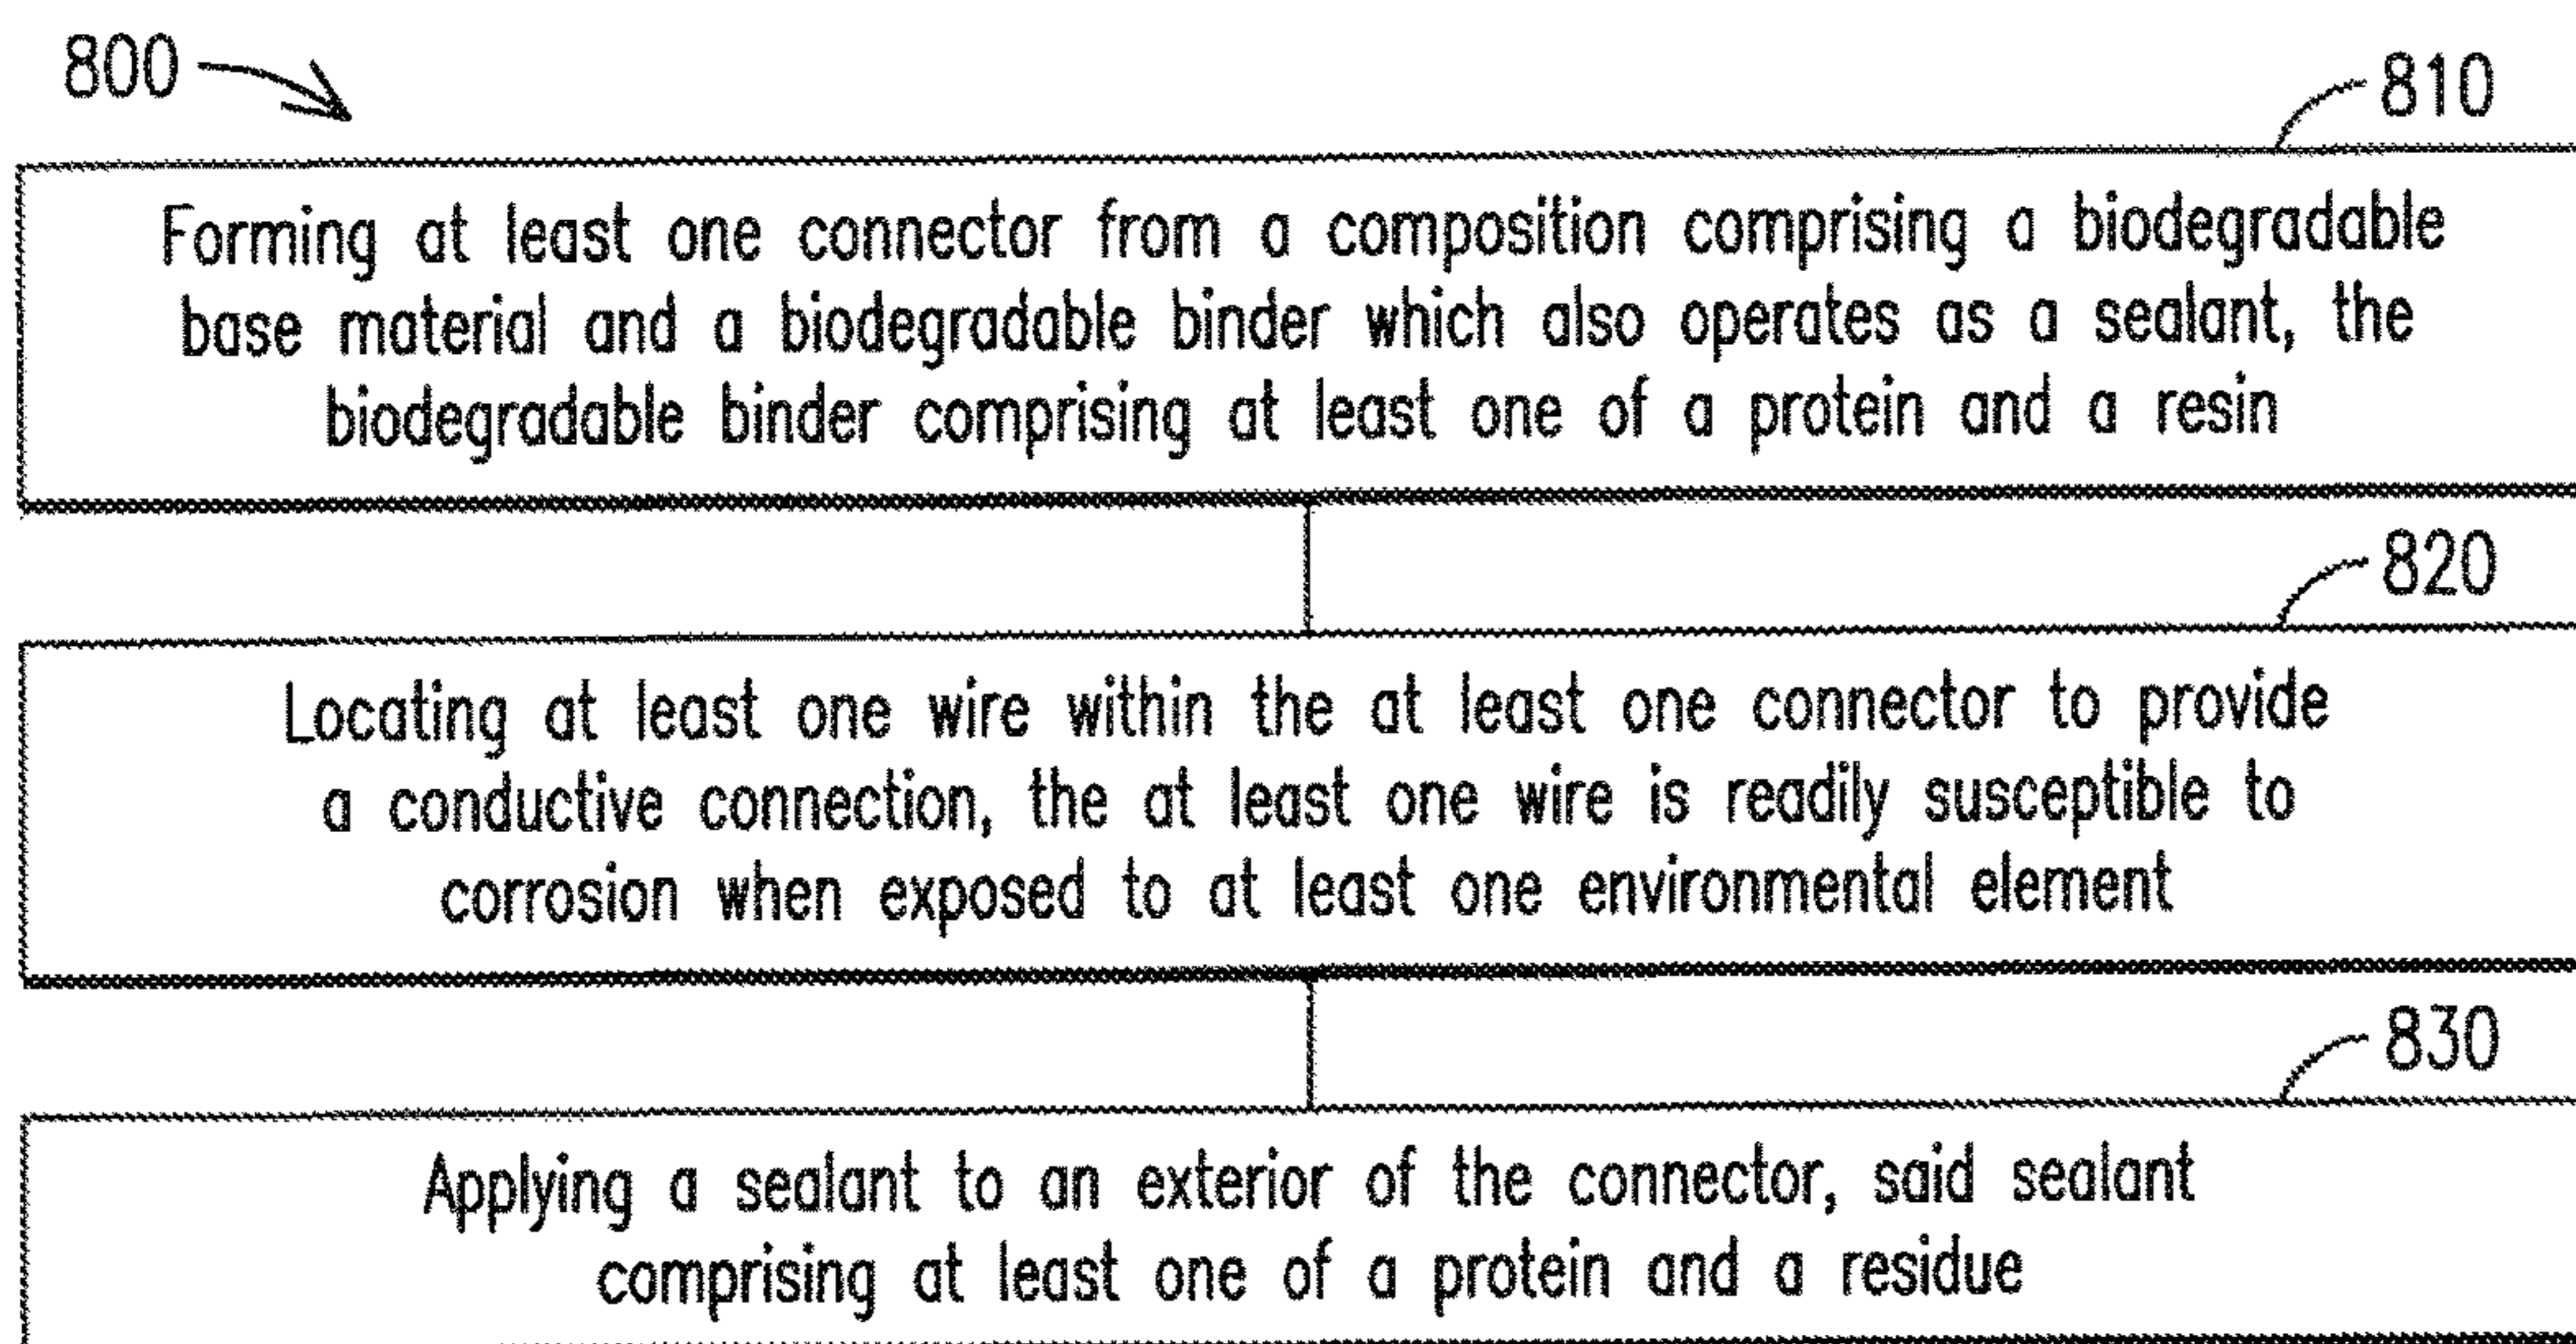 800
810
Forming at least one connector from a composition comprising a biodegradable
base material and a biodegradable binder which also operates as a sealant, the
biodegradable binder comprising at least one of a protein and a resin
820
Locating at least one wire within the at least one connector to provide
a conductive connection, the at least one wire is readily susceptible to
corrosion when exposed to at least one environmental element
830
Applying a sealant to an exterior of the connector, said sealant
comprising at least one of a protein and a residue